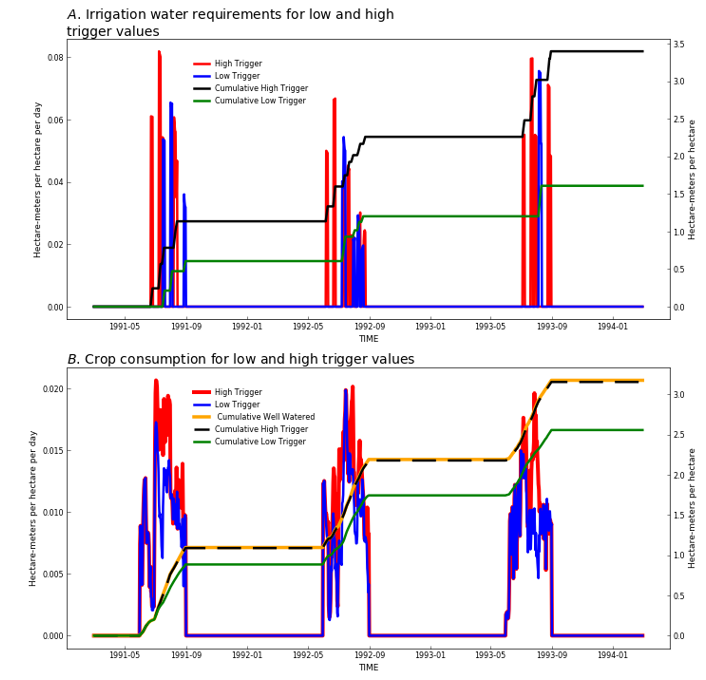 A. Irrigation water requirements for low and high
trigger values
High Trigger
Low Trigger
Cumulative High Trigger
Cumulative Low Trigger
Hectare-meters per hectare per day
0.08
0.06
0.04
0.02
0.00
3.5
3.0
2.5
2.0
1.5
1.0
0.5
0.0
Hectare-meters per hectare
1991-05 1991-09 1992-01 1992-05 1992-09 1993-01 1993-05 1993-09 1994-01
TIME
B. Crop consumption for low and high trigger values
High Trigger
Low Trigger
Cumulative Well Watered
Cumulative High Trigger
Cumulative Low Trigger
Hectare-meters per hectare per day
0.020
0.015
0.010
0.005
0.000
3.0
2.5
2.0
1.5
1.0
0.5
0.0
Hectare-meters per hectare
1991-05 1991-09 1992-01 1992-05 1992-09 1993-01 1993-05 1993-09 1994-01
TIME